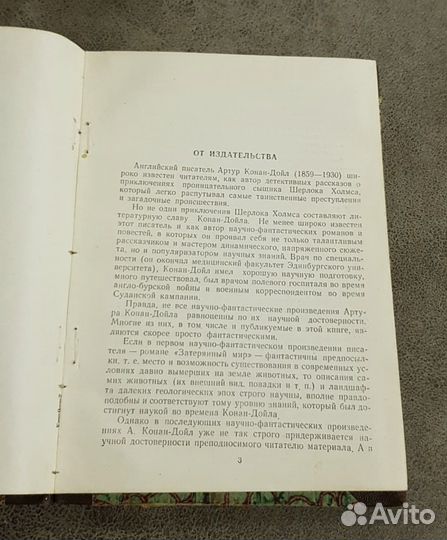 ОТ ИЗДАТЕЛЬСТВА
Английский писатель Артур Конан-Дойл (1859—1930) ши-
роко известен читателям, как автор детективных рассказов о
приключениях проницательного сыщика Шерлока Холмса,
который легко распутывал самые таинственные преступления
и загадочные происшествия.
Но не одни приключения Шерлока Холмса составляют ли-
тературную славу Конан-Дойла. Не менее широко известен
этот писатель и как автор научно-фантастических романов и
повестей, в которых он проявил себя не только талантливым
рассказчиком и мастером динамического, напряженного сюже-
та, но и популяризатором научных знаний. Врач по специаль-
ности (он окончил медицинский факультет Эдинбургского уни-
верситета), Конан-Дойл имел хорошую научную подготовку,
много путешествовал, был врачом полевого госпиталя во время
англо-бурской войны и военным корреспондентом во время
Суданской кампании.
Правда, не все научно-фантастические произведения Арту-
ра Конан-Дойла равноценны по их научной достоверности.
Многие из них, в том числе и публикуемые в этой книге, яв-
ляются скорее просто фантастическими.
Если в первом научно-фантастическом произведении писа-
теля — романе «Затерянный мир» — фантастичны предпосыл-
ки, т. е. место и возможность существования в современных ус-
ловиях давно вымерших на земле животных, то описания са-
мих животных (их внешний вид, повадки и т. п.) и ландшаф-
та далеких геологических эпох строго научны, вполне правдо-
подобны и соответствуют тому уровню знаний, который был до-
стигнут наукой во времена Конан-Дойла.
Однако в последующих научно-фантастических произведе-
ниях А. Конан-Дойл уже не так строго придерживается на-
учной достоверности преподносимого читателю материала. А в
3
Avito